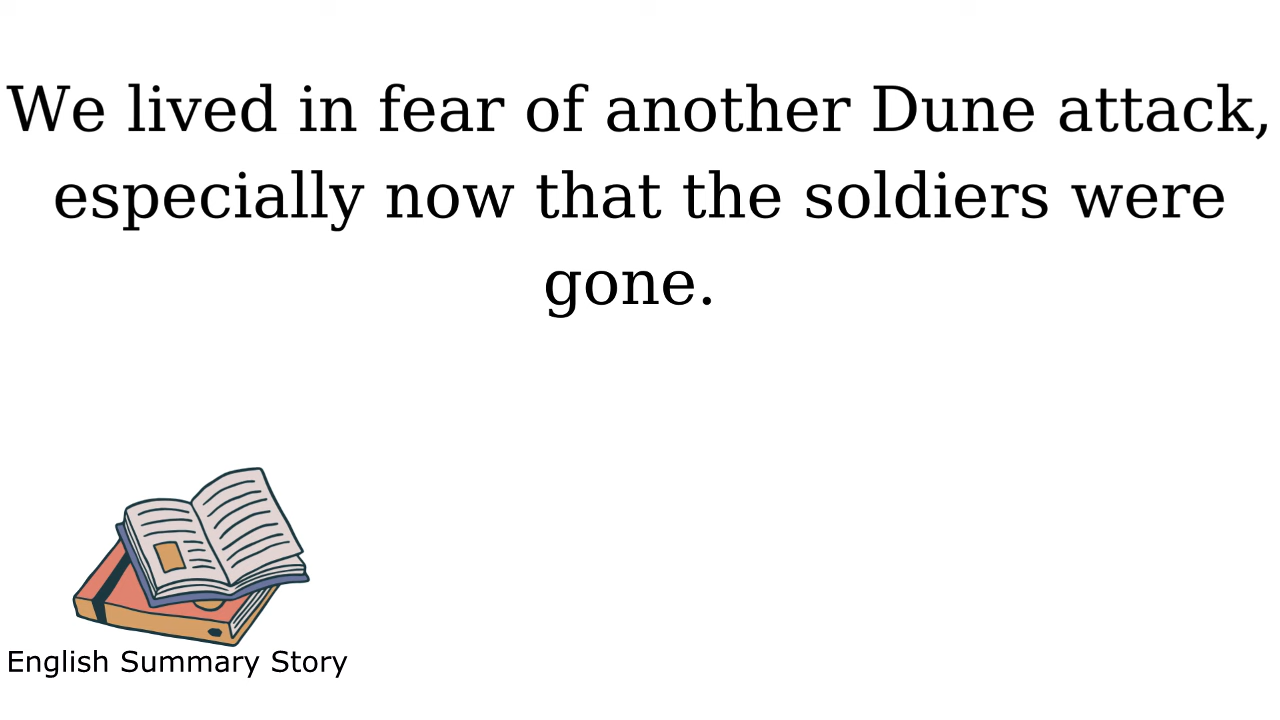 We lived in fear of another Dune attack,
especially now that the soldiers were
gone.
English Summary Story